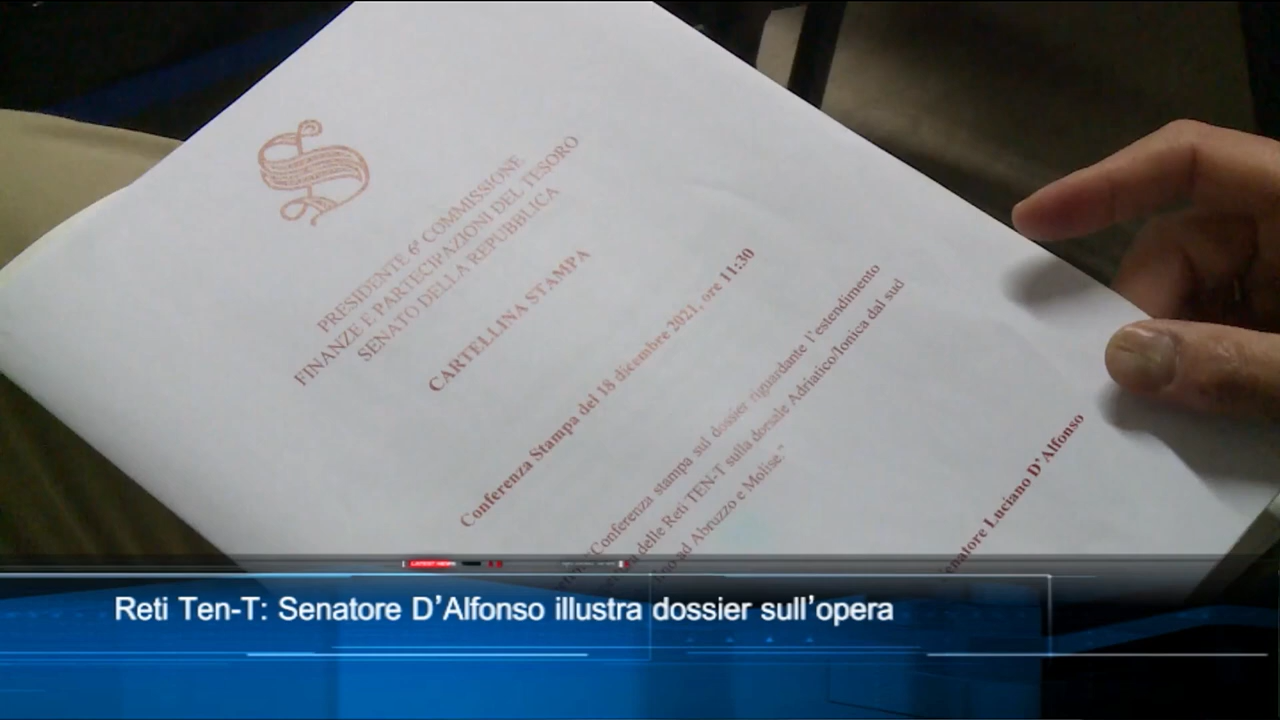 S
PRESIDENTE 6ª COMMISSIONE
FINANZE E PARTECIPAZIONI DEL TESORO
SENATO DELLA REPUBBLICA
CARTELLINA STAMPA
Conferenza Stampa del 18 dicembre 2021, ore 11:30
"Conferenza stampa sul dossier riguardante l'estendimento
delle Reti TEN-T sulla dorsale Adriatico/Ionica dal sud
ad Abruzzo e Molise."
Luciano D'Alfonso
LATEST NEWS
Reti Ten-T: Senatore D'Alfonso illustra dossier sull'opera